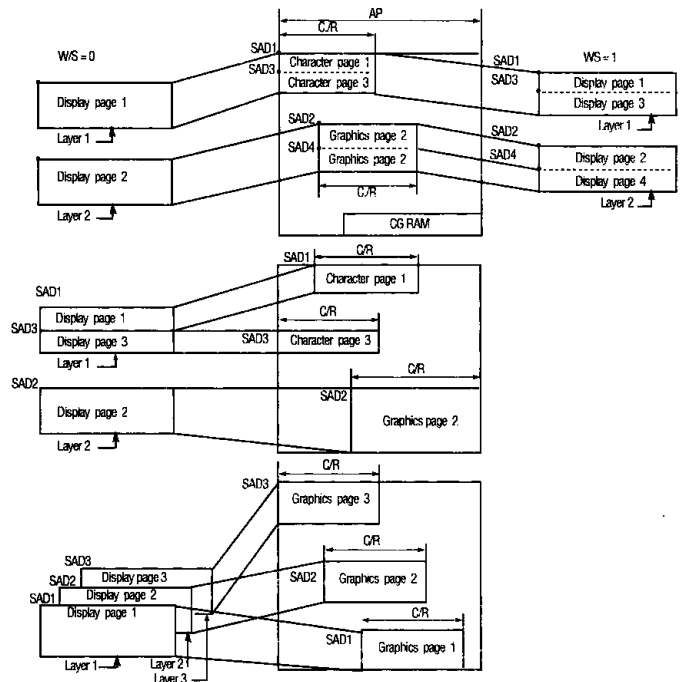 AP
C/R
W/S = 0
SAD1
SAD3
Character page 1
Character page 3
SAD1
SAD3
WS = 1
Display page 1
Display page 3
Layer 1
Display page 1
Layer 1
SAD2
SAD4
Graphics page 2
Graphics page 2
C/R
SAD2
SAD4
Display page 2
Display page 4
Layer 2
Display page 2
Layer 2
CG RAM
C/R
SAD1
Character page 1
SAD1
Display page 1
C/R
SAD3
Display page 3
SAD3
Character page 3
Layer 1
C/R
SAD2
Display page 2
SAD2
Graphics page 2
Layer 2
C/R
SAD3
Graphics page 3
C/R
SAD3
Display page 3
SAD2
Display page 2
SAD2
Graphics page 2
SAD1
Display page 1
C/R
SAD1
Graphics page 1
Layer 1
Layer 2
Layer 3